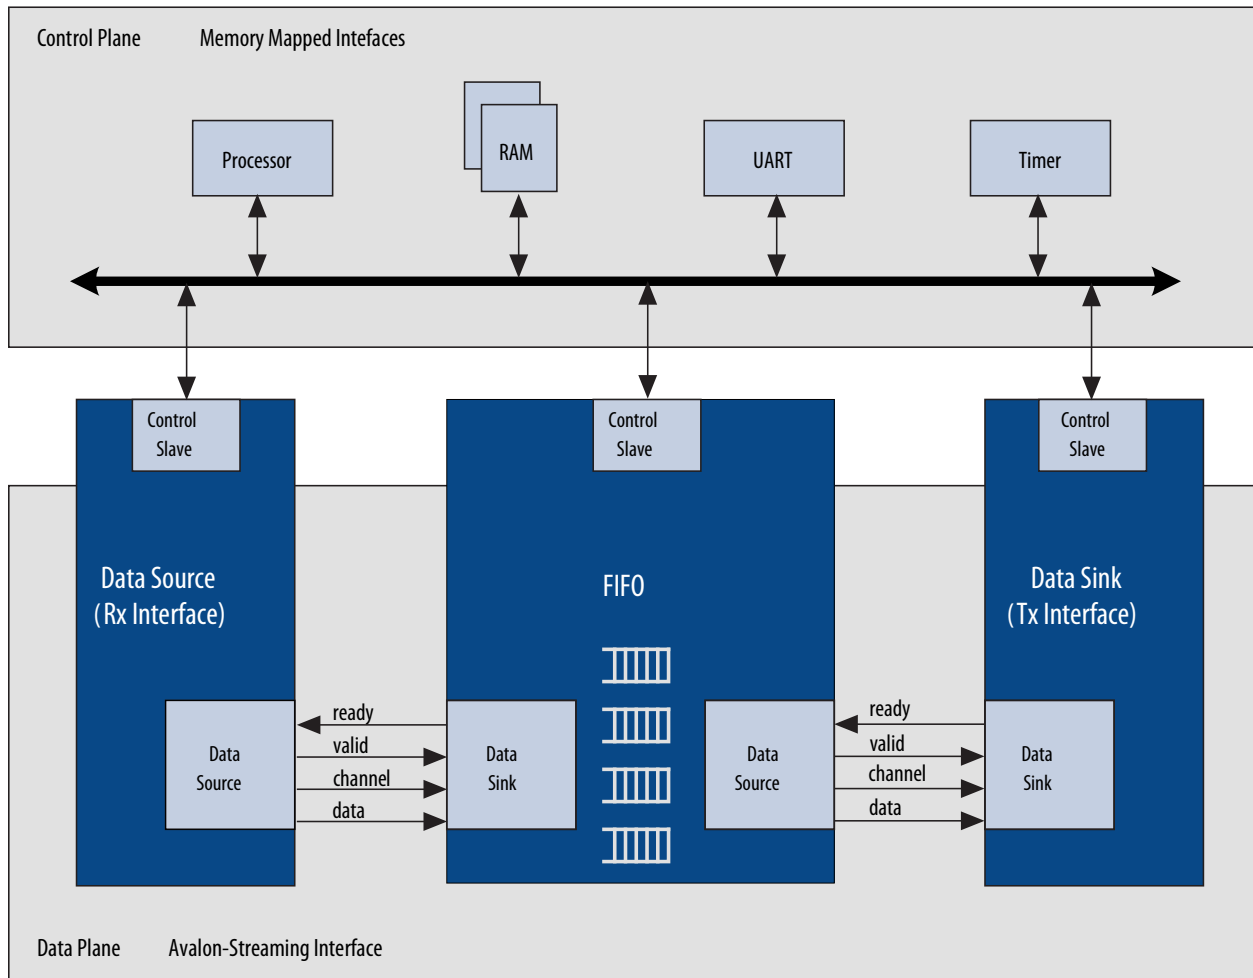 Control Plane
Memory Mapped Intefaces
Processor
RAM
UART
Timer
Control
Slave
Control
Slave
Control
Slave
Data Source
(Rx Interface)
FIFO
Data Sink
(Tx Interface)
Data
Source
ready
valid
channel
data
Data
Sink
Data
Source
ready
valid
channel
data
Data
Sink
Data Plane
Avalon-Streaming Interface